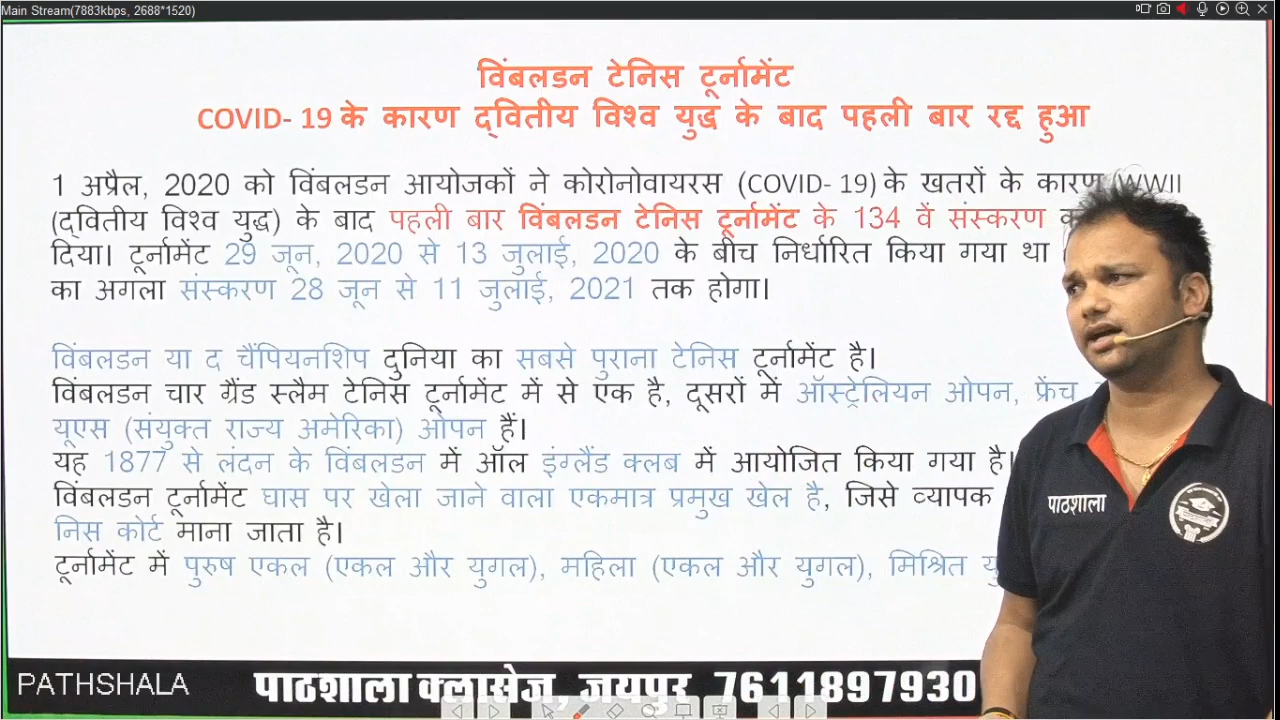 Main Stream(7883kbps, 2688*1520)
विंबलडन टेनिस टूर्नामेंट
COVID- 19 के कारण द्वितीय विश्व युद्ध के बाद पहली बार रद्द हुआ
1 अप्रैल, 2020 को विंबलडन आयोजकों ने कोरोनोवायरस (COVID- 19) के खतरों के कारण (WWII
(द्वितीय विश्व युद्ध) के बाद पहली बार विंबलडन टेनिस टूर्नामेंट के 134 वें संस्करण
दिया। टूर्नामेंट 29 जून, 2020 से 13 जुलाई, 2020 के बीच निर्धारित किया गया था
का अगला संस्करण 28 जून से 11 जुलाई, 2021 तक होगा।
विंबलडन या द चैंपियनशिप दुनिया का सबसे पुराना टेनिस टूर्नामेंट है।
विंबलडन चार ग्रैंड स्लैम टेनिस टूर्नामेंट में से एक है, दूसरों में ऑस्ट्रेलियन ओपन, फ्रेंच
यूएस (संयुक्त राज्य अमेरिका) ओपन हैं।
यह 1877 से लंदन के विंबलडन में ऑल इंग्लैंड क्लब में आयोजित किया गया है।
विंबलडन टूर्नामेंट घास पर खेला जाने वाला एकमात्र प्रमुख खेल है, जिसे व्यापक
निस कोर्ट माना जाता है।
टूर्नामेंट में पुरुष एकल (एकल और युगल), महिला (एकल और युगल), मिश्रित
पाठशाला
PATHSHALA पाठशाला क्लासेज, जयपुर 7611897930